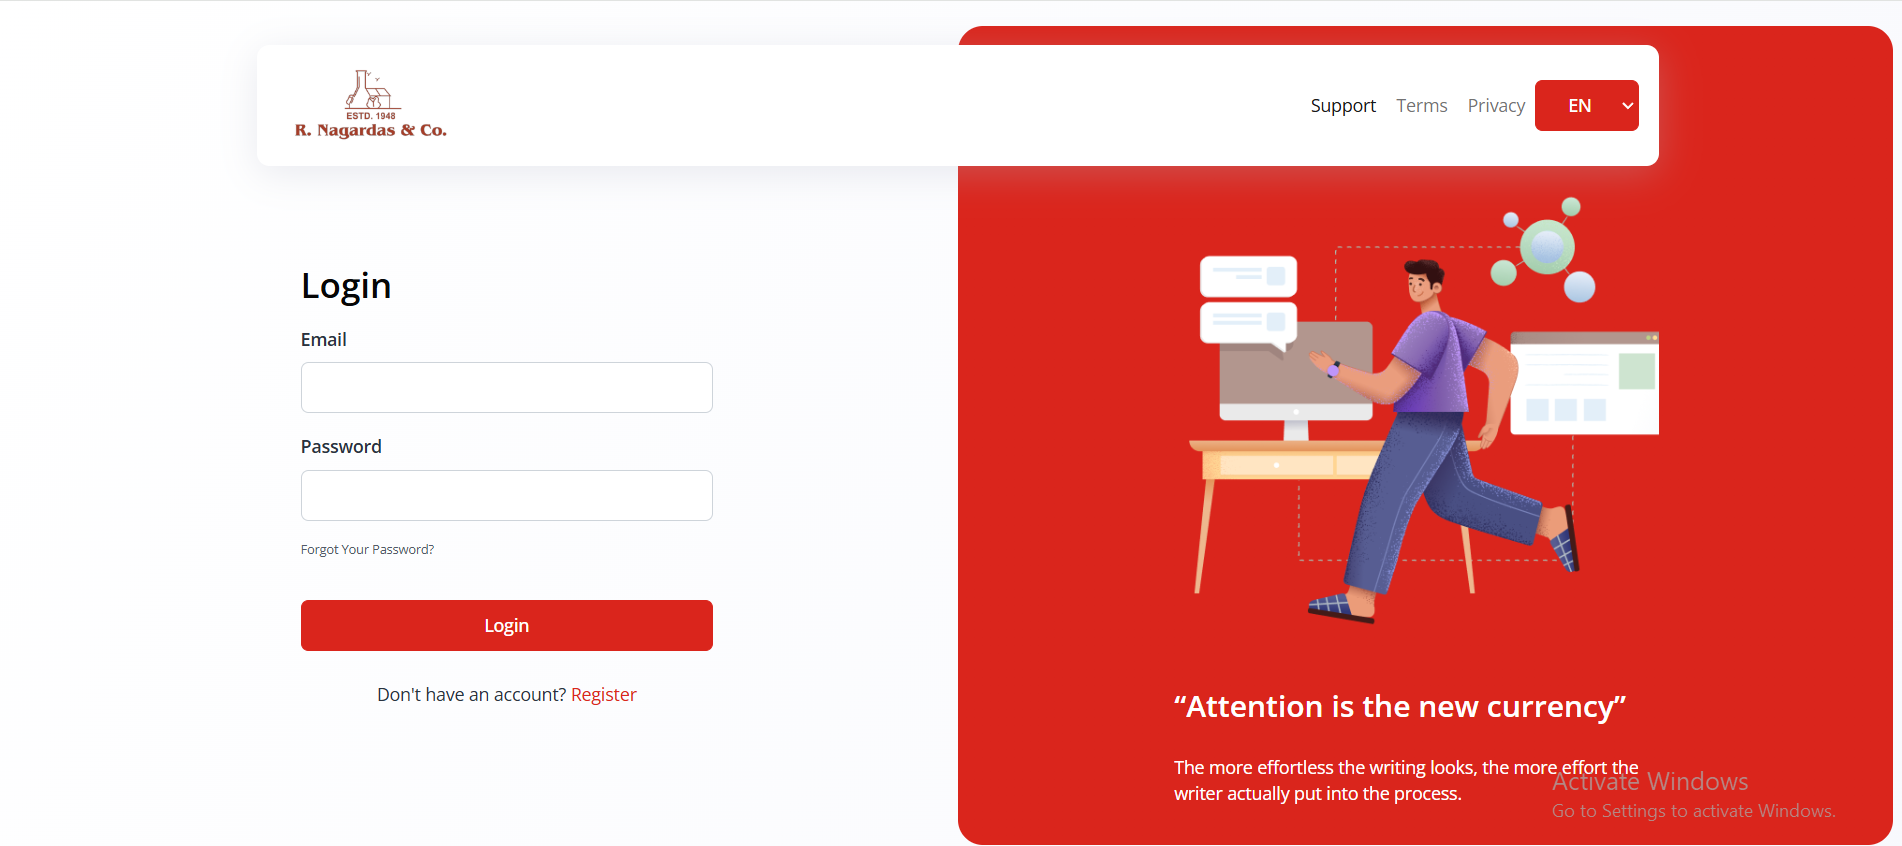 ESTD. 1948
R. Nagardas & Co.
Support Terms Privacy EN
Login
Email
Password
Forgot Your Password?
Login
Don't have an account? Register
“Attention is the new currency”
The more effortless the writing looks, the more effort the
writer actually put into the process.
Activate Windows
Go to Settings to activate Windows.